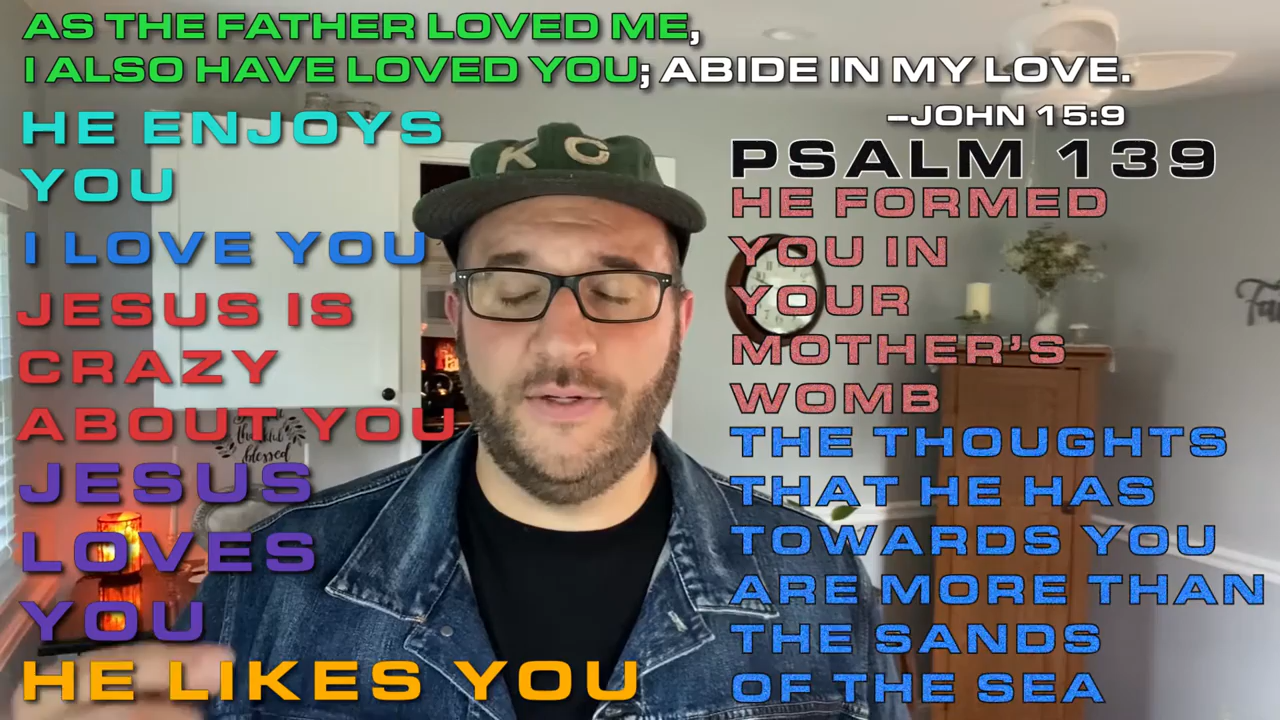 AS THE FATHER LOVED ME,
I ALSO HAVE LOVED YOU; ABIDE IN MY LOVE.
–JOHN 15:9
HE ENJOYS
YOU
I LOVE YOU
JESUS IS
CRAZY
ABOUT YOU
JESUS
LOVES
YOU
HE LIKES YOU
PSALM 139
HE FORMED
YOU IN
YOUR
MOTHER'S
WOMB
THE THOUGHTS
THAT HE HAS
TOWARDS YOU
ARE MORE THAN
THE SANDS
OF THE SEA
KC
thankful
blessed